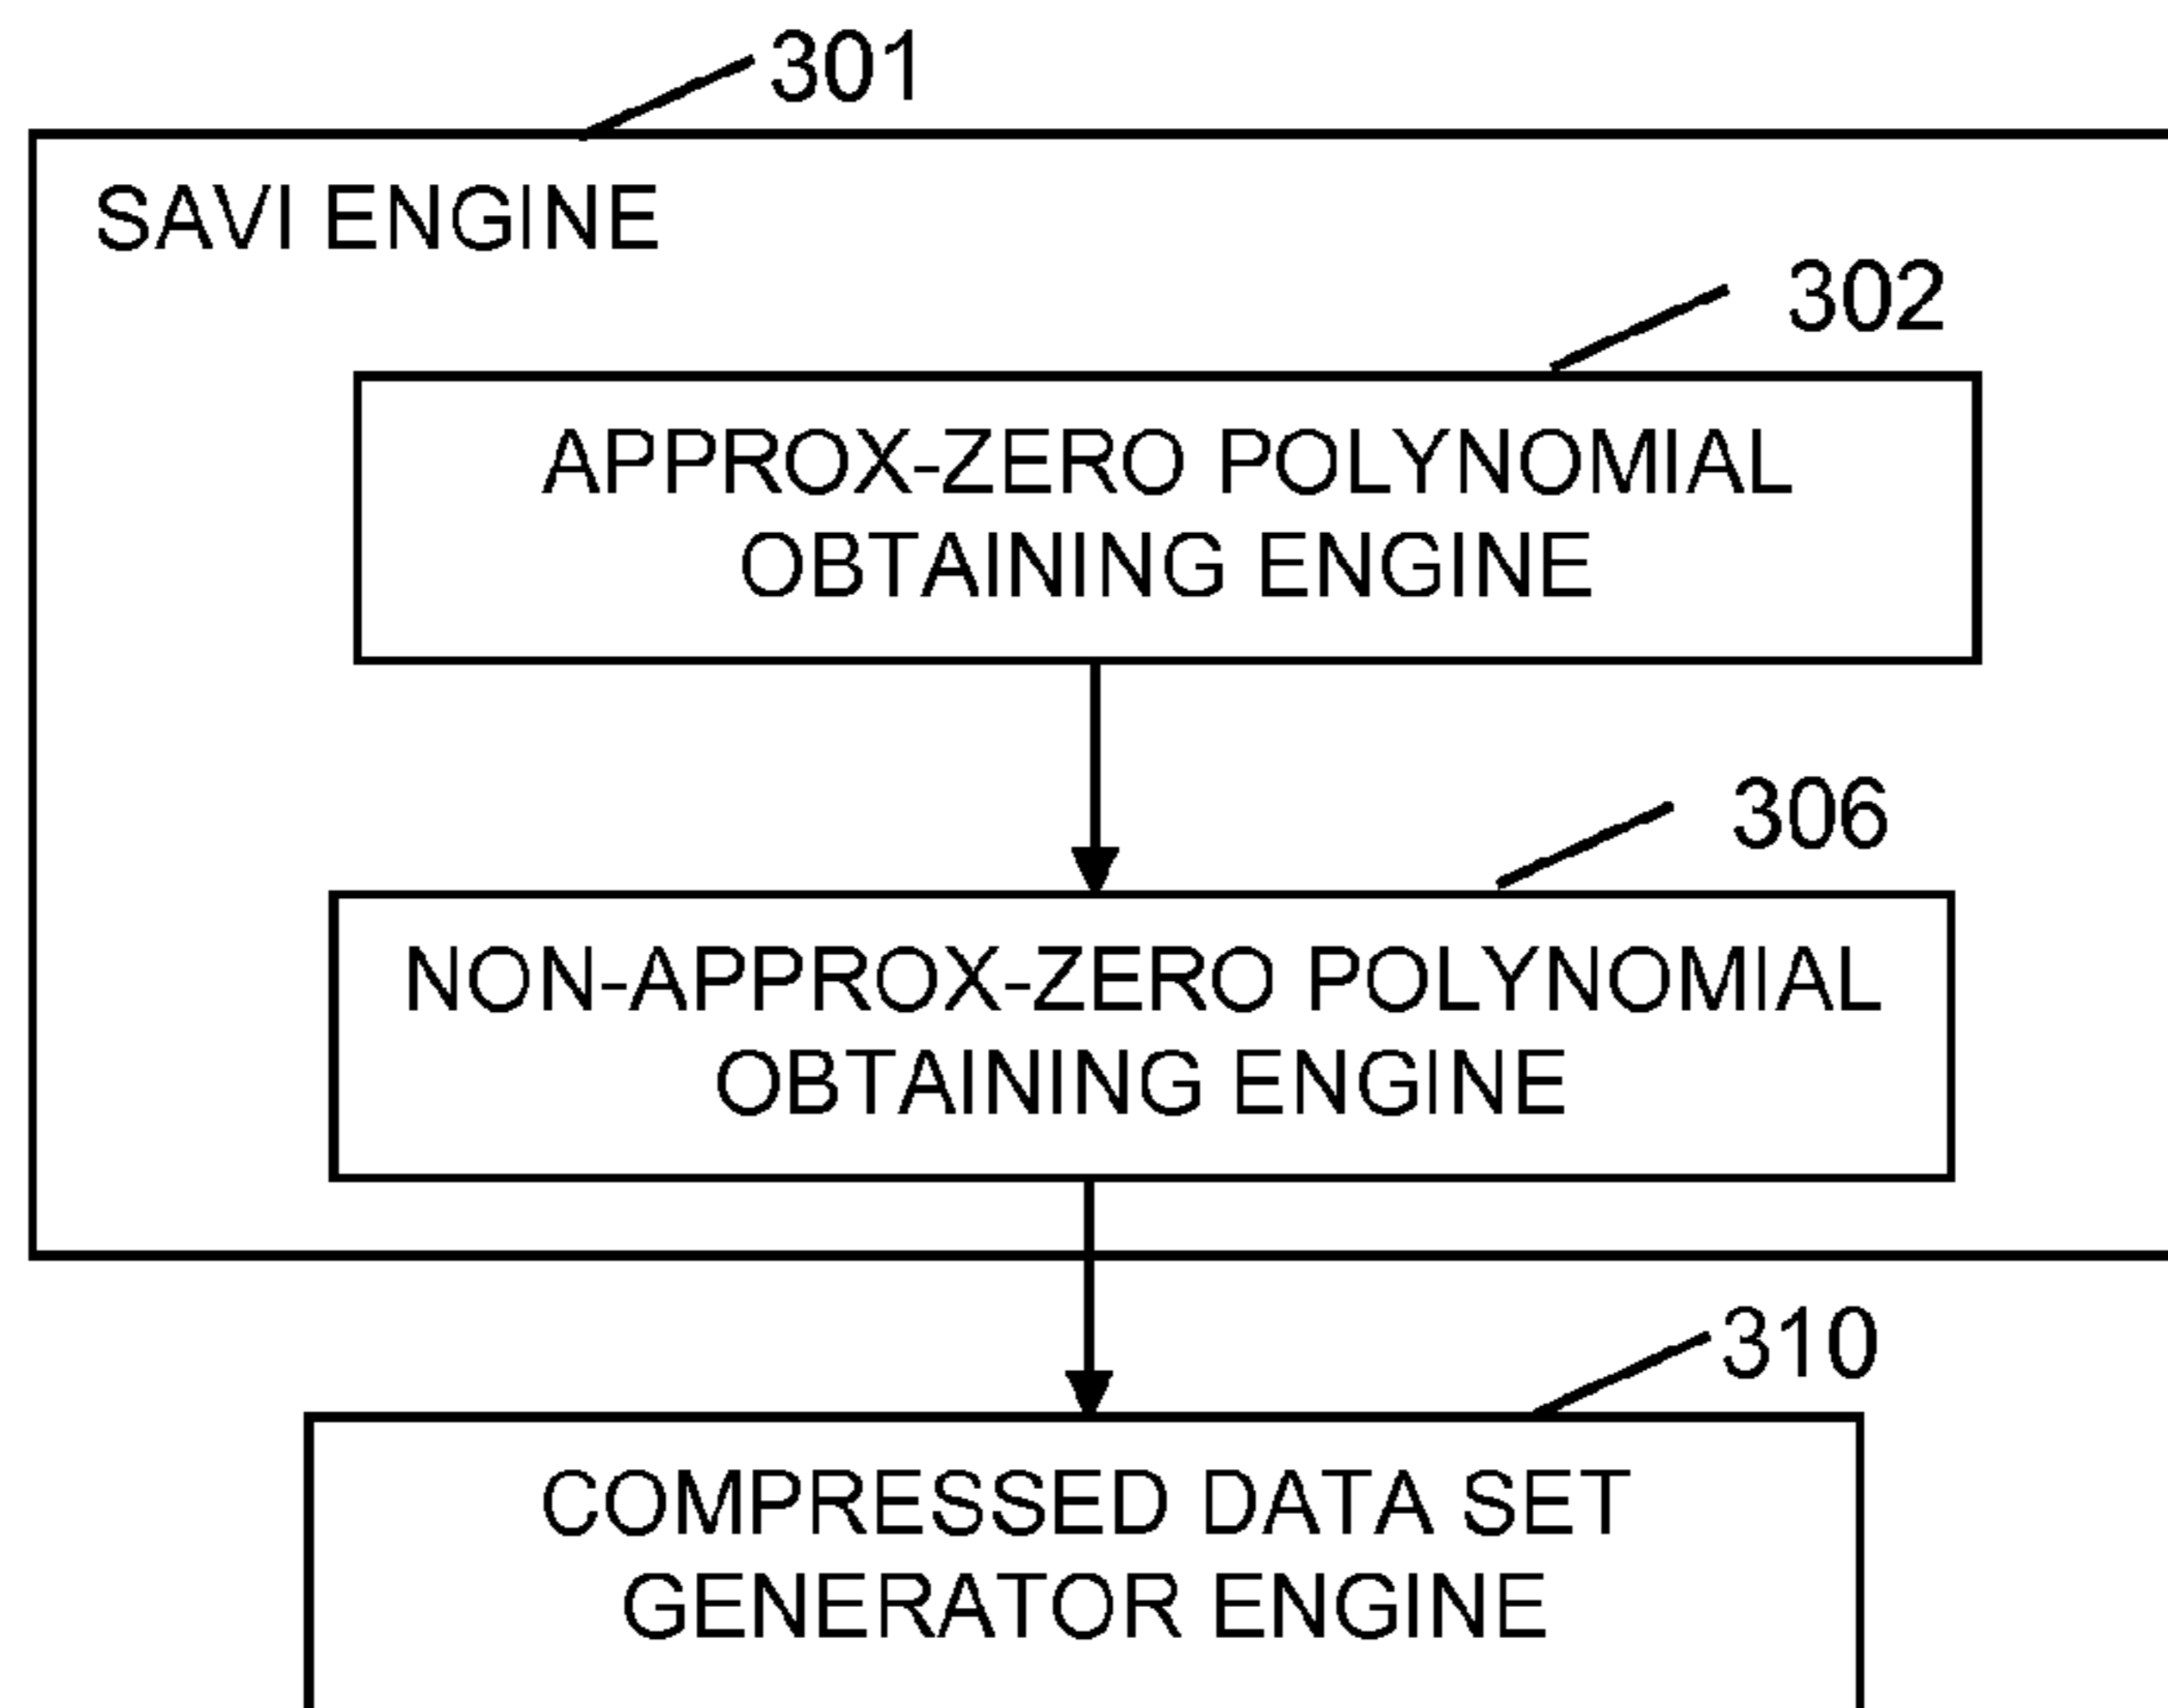 301
SAVI ENGINE
302
APPROX-ZERO POLYNOMIAL
OBTAINING ENGINE
306
NON-APPROX-ZERO POLYNOMIAL
OBTAINING ENGINE
310
COMPRESSED DATA SET
GENERATOR ENGINE